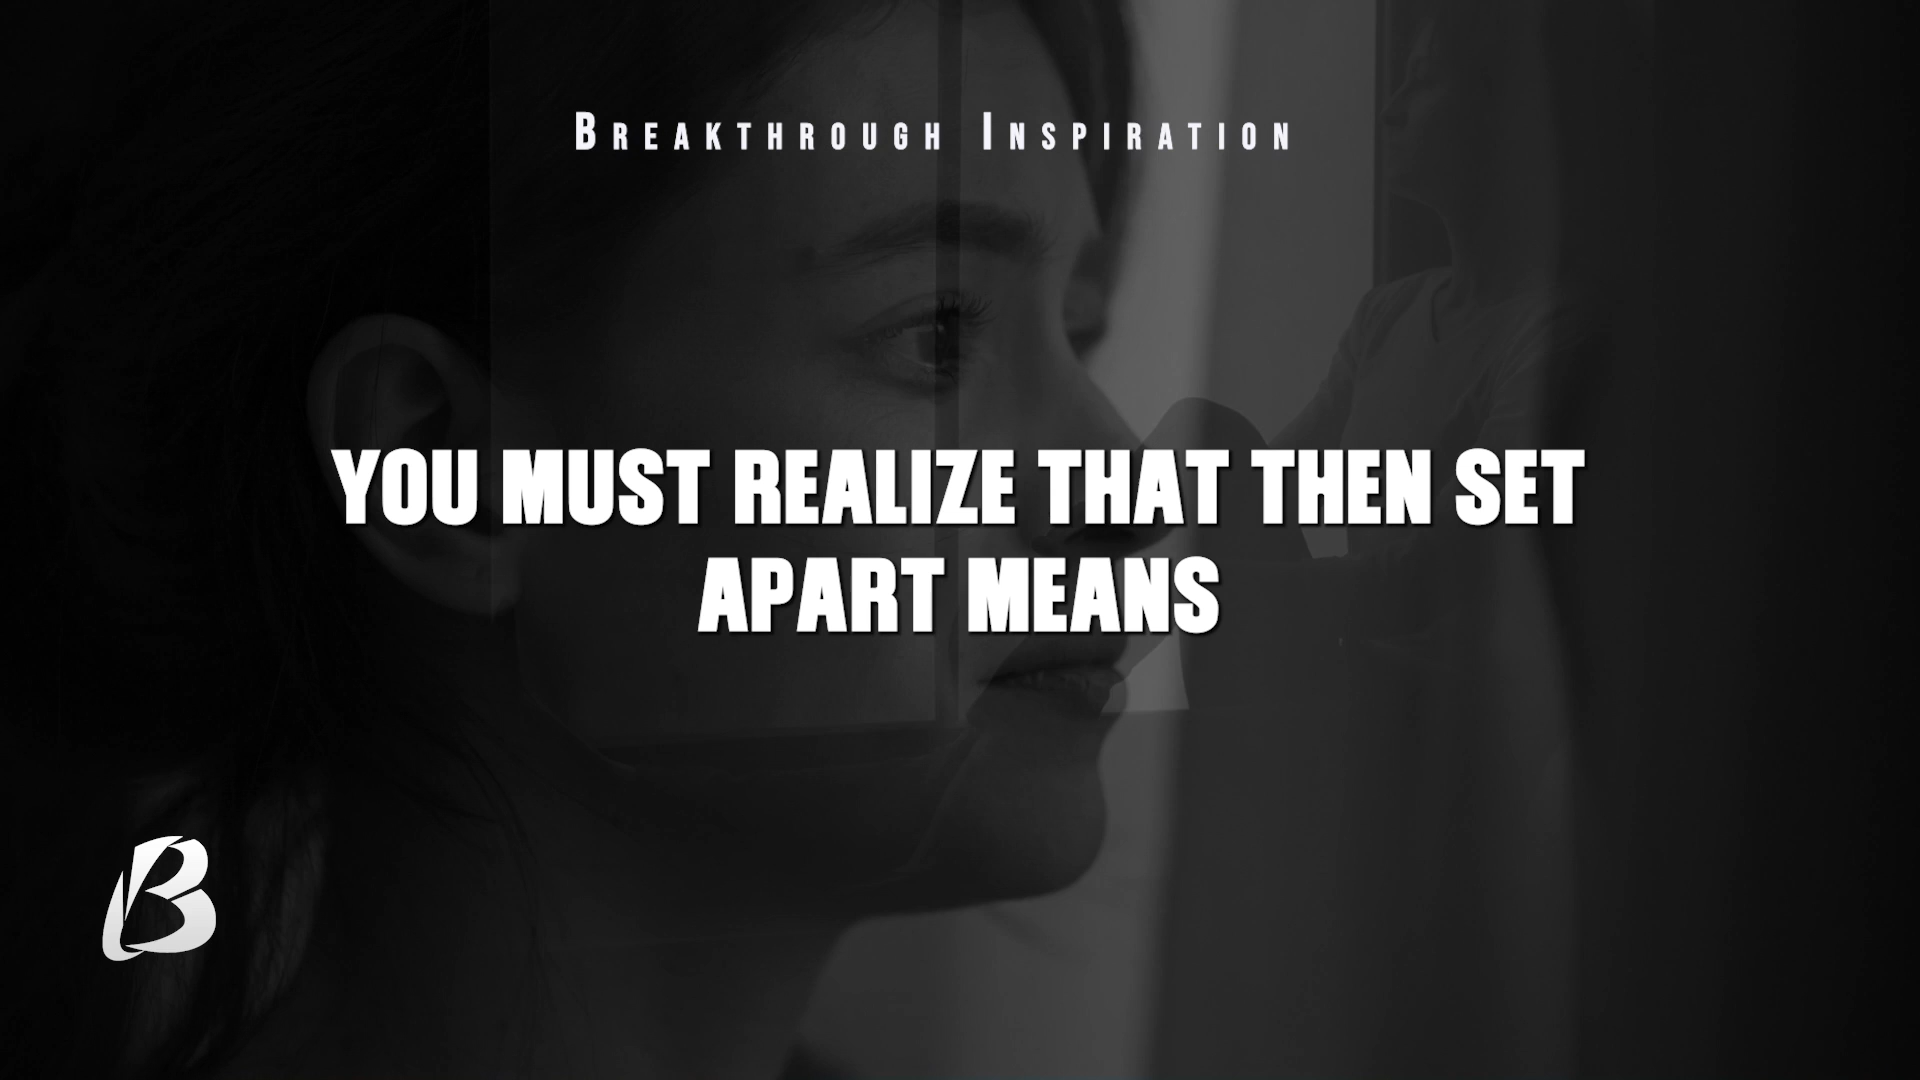 Breakthrough Inspiration
YOU MUST REALIZE THAT THEN SET
APART MEANS
B